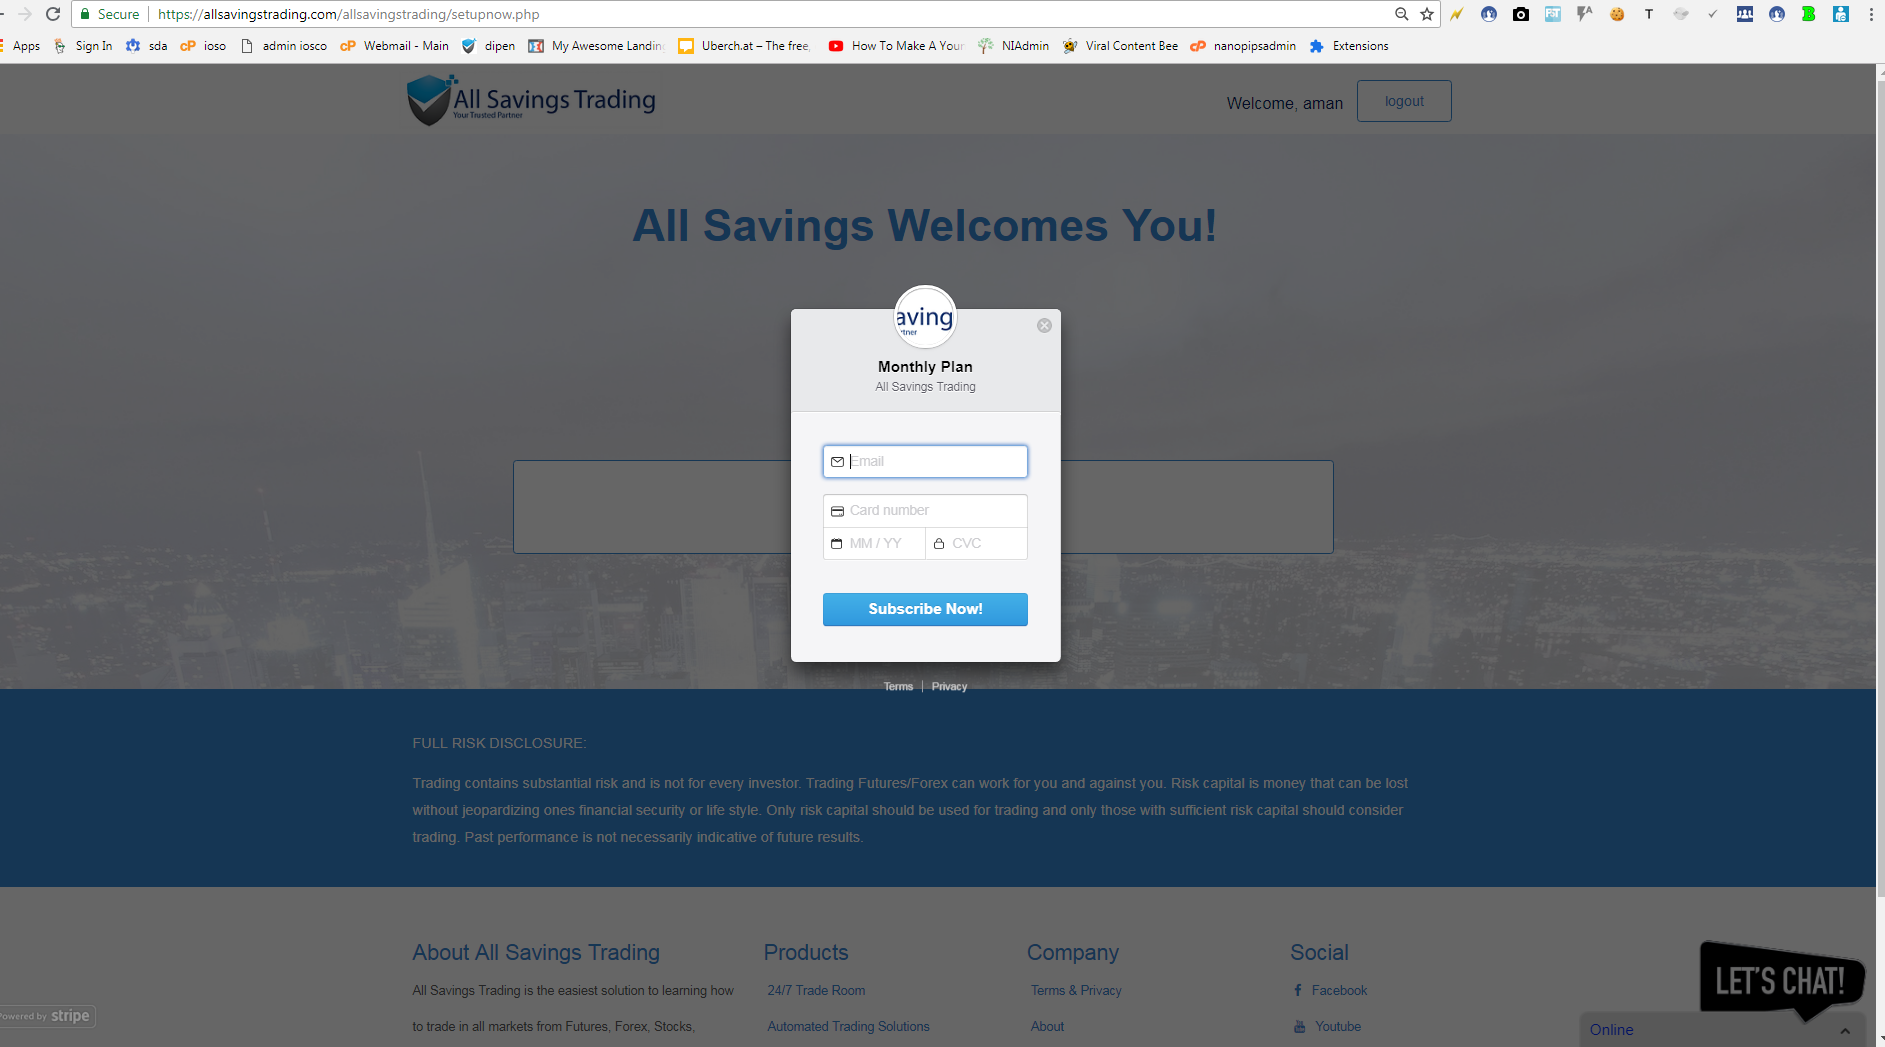 Secure
https://allsavingstrading.com/allsavingstrading/setupnow.php
Apps
Sign In
sda
cP ioso
admin iosco
cP Webmail - Main
dipen
My Awesome Landin
Uberch.at – The free,
How To Make A Your
NIAdmin
Viral Content Bee
cP nanopipsadmin
Extensions
All Savings Trading
Your Trusted Partner
Welcome, aman
logout
All Savings Welcomes You!
aving
rtner
Monthly Plan
All Savings Trading
Email
Card number
MM / YY
CVC
Subscribe Now!
Terms | Privacy
FULL RISK DISCLOSURE:
Trading contains substantial risk and is not for every investor. Trading Futures/Forex can work for you and against you. Risk capital is money that can be lost
without jeopardizing ones financial security or life style. Only risk capital should be used for trading and only those with sufficient risk capital should consider
trading. Past performance is not necessarily indicative of future results.
About All Savings Trading
Products
Company
Social
All Savings Trading is the easiest solution to learning how
24/7 Trade Room
Terms & Privacy
Facebook
to trade in all markets from Futures, Forex, Stocks,
Automated Trading Solutions
About
Youtube
Powered by stripe
LET'S CHAT!
Online